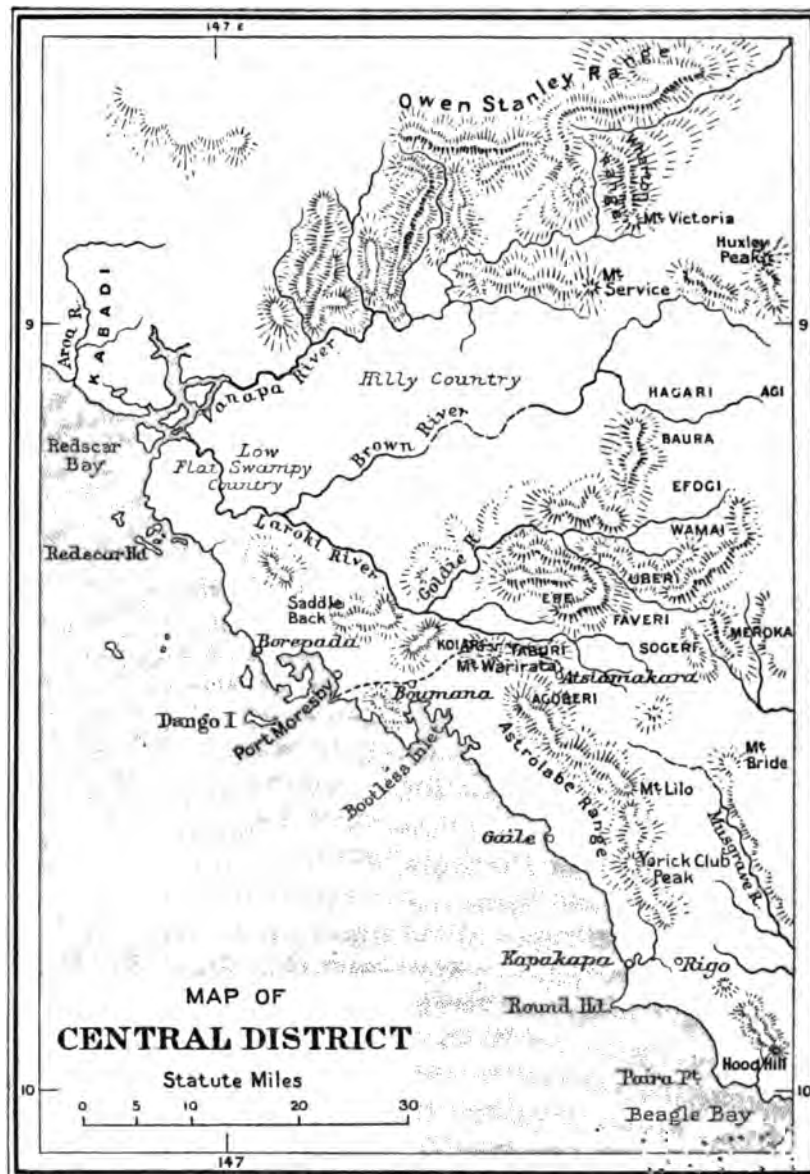 147 E
Owen Stanley Range
Wharton
Range
Mt Victoria
Huxley
Peak
Mt
Service
9
9
Aroa R.
KABADI
Vanapa River
Hilly Country
HAGARI
AGI
Brown River
BAURA
Redscar
Bay
Low
Flat Swampy
Country
EFOGI
WAMAI
Laroki River
Redscar Hd
Goldie R.
UBERI
EBE
Saddle
Back
FAVERI
MEROKA
Borepada
KOIARI
TABURI
SOGERI
Mt Warirata
Atsiamakara
Boumana
AGOBERI
Dango I
Port Moresby
Bootless Inlet
Astrolabe Range
Mt
Bride
Mt Lilo
Gaile
Musgrave R.
Yorick Club
Peak
Kapakapa
Rigo
Round Hd.
MAP OF
CENTRAL DISTRICT
Hood Hill
Statute Miles
Paira Pt.
10
10
0 5 10 20 30
Beagle Bay
147